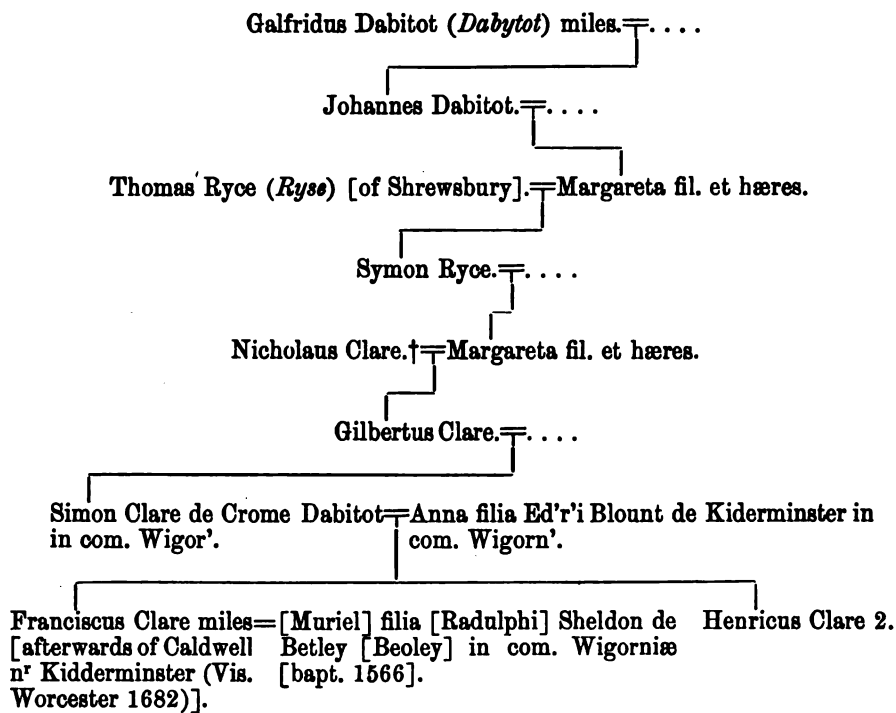 Galfridus Dabitot (Dabytot) miles.=. . . .
Johannes Dabitot.=. . . .
Thomas Ryce (Ryse) [of Shrewsbury].=Margareta fil. et hæres.
Symon Ryce.=. . . .
Nicholaus Clare.†=Margareta fil. et hæres.
Gilbertus Clare.=. . . .
Simon Clare de Crome Dabitot=Anna filia Ed'r'i Blount de Kiderminster in
in com. Wigor'. com. Wigorn'.
Franciscus Clare miles=[Muriel] filia [Radulphi] Sheldon de Henricus Clare 2.
[afterwards of Caldwell Betley [Beoley] in com. Wigorniæ
nʳ Kidderminster (Vis. [bapt. 1566].
Worcester 1682)].